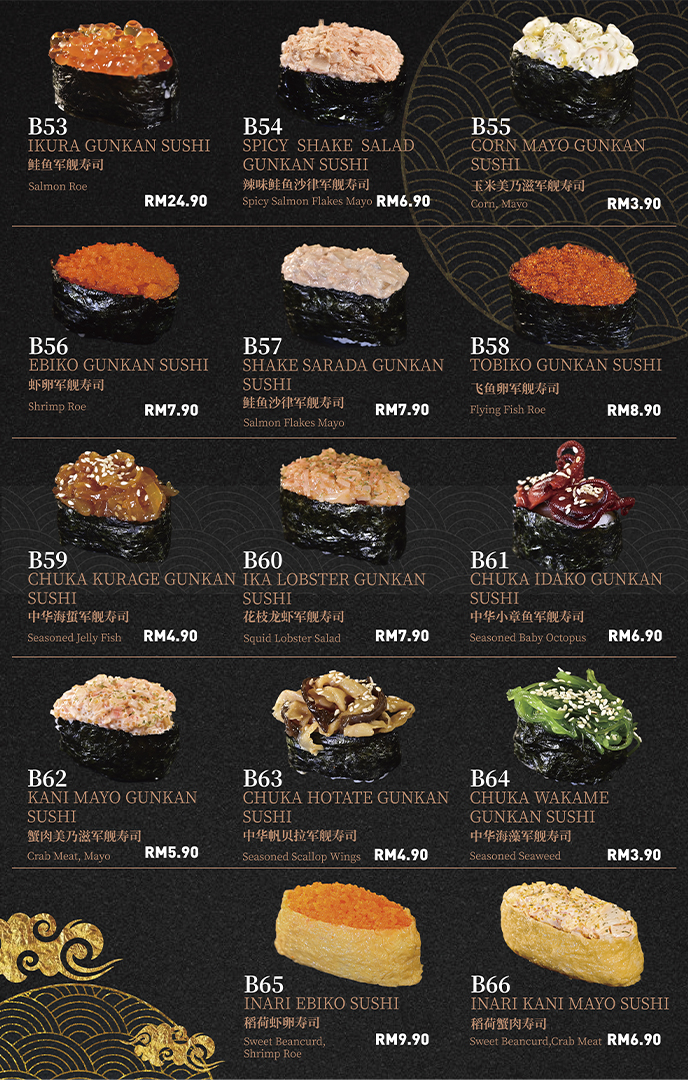 B53
IKURA GUNKAN SUSHI
鲑鱼军舰寿司
Salmon Roe
RM24.90
B54
SPICY SHAKE SALAD
GUNKAN SUSHI
辣味鲑鱼沙律军舰寿司
Spicy Salmon Flakes Mayo RM6.90
B55
CORN MAYO GUNKAN
SUSHI
玉米美乃滋军舰寿司
Corn, Mayo
RM3.90
B56
EBIKO GUNKAN SUSHI
虾卵军舰寿司
Shrimp Roe
RM7.90
B57
SHAKE SARADA GUNKAN
SUSHI
鲑鱼沙律军舰寿司
RM7.90
Salmon Flakes Mayo
B58
TOBIKO GUNKAN SUSHI
飞鱼卵军舰寿司
Flying Fish Roe
RM8.90
B59
CHUKA KURAGE GUNKAN
SUSHI
中华海蜇军舰寿司
Seasoned Jelly Fish RM4.90
B60
IKA LOBSTER GUNKAN
SUSHI
花枝龙虾军舰寿司
Squid Lobster Salad RM7.90
B61
CHUKA IDAKO GUNKAN
SUSHI
中华小章鱼军舰寿司
Seasoned Baby Octopus RM6.90
B62
KANI MAYO GUNKAN
SUSHI
蟹肉美乃滋军舰寿司
Crab Meat, Mayo RM5.90
B63
CHUKA HOTATE GUNKAN
SUSHI
中华帆贝拉军舰寿司
Seasoned Scallop Wings RM4.90
B64
CHUKA WAKAME
GUNKAN SUSHI
中华海藻军舰寿司
Seasoned Seaweed RM3.90
B65
INARI EBIKO SUSHI
稻荷虾卵寿司
Sweet Beancurd, RM9.90
Shrimp Roe
B66
INARI KANI MAYO SUSHI
稻荷蟹肉寿司
Sweet Beancurd,Crab Meat RM6.90